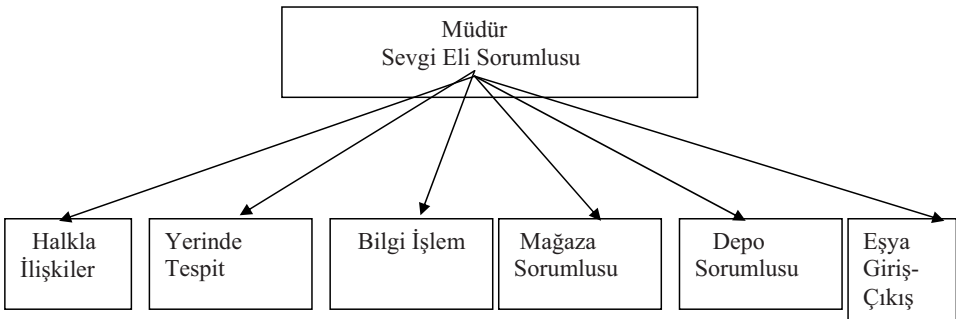 Müdür
Sevgi Eli Sorumlusu
Halkla
İlişkiler
Yerinde
Tespit
Bilgi İşlem
Mağaza
Sorumlusu
Depo
Sorumlusu
Eşya
Giriş-
Çıkış